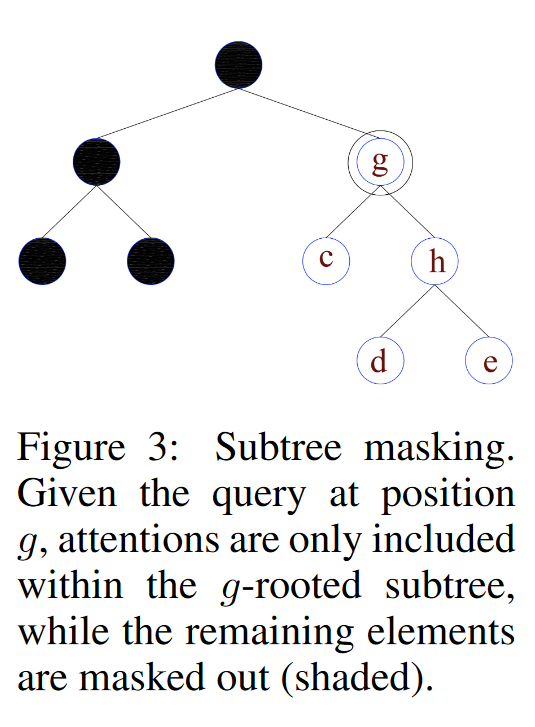 g
c
h
d
e
Figure 3: Subtree masking.
Given the query at position
g, attentions are only included
within the g-rooted subtree,
while the remaining elements
are masked out (shaded).